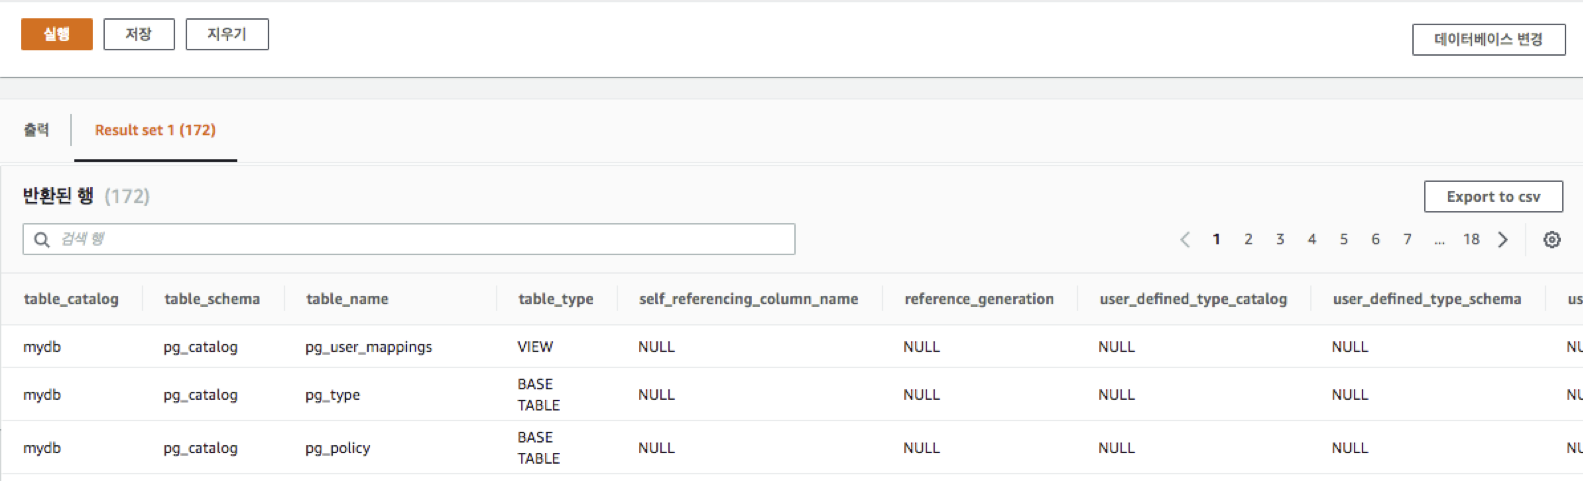 실행 저장 지우기 데이터베이스 변경
출력 Result set 1 (172)
반환된 행 (172) Export to csv
검색 행 1 2 3 4 5 6 7 ... 18
table_catalog table_schema table_name table_type self_referencing_column_name reference_generation user_defined_type_catalog user_defined_type_schema us
mydb pg_catalog pg_user_mappings VIEW NULL NULL NULL NULL NU
mydb pg_catalog pg_type BASE TABLE NULL NULL NULL NULL NU
mydb pg_catalog pg_policy BASE TABLE NULL NULL NULL NULL NU